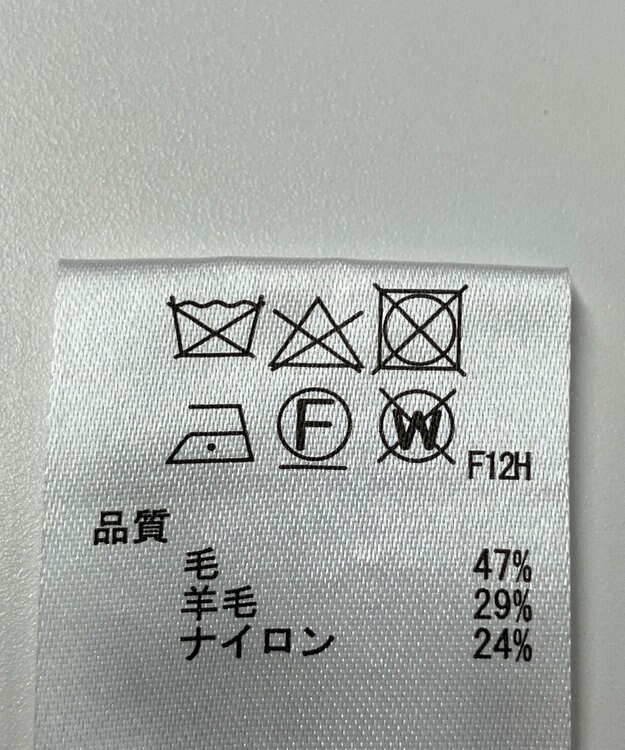 F W F12H
品質
毛 47%
羊毛 29%
ナイロン 24%